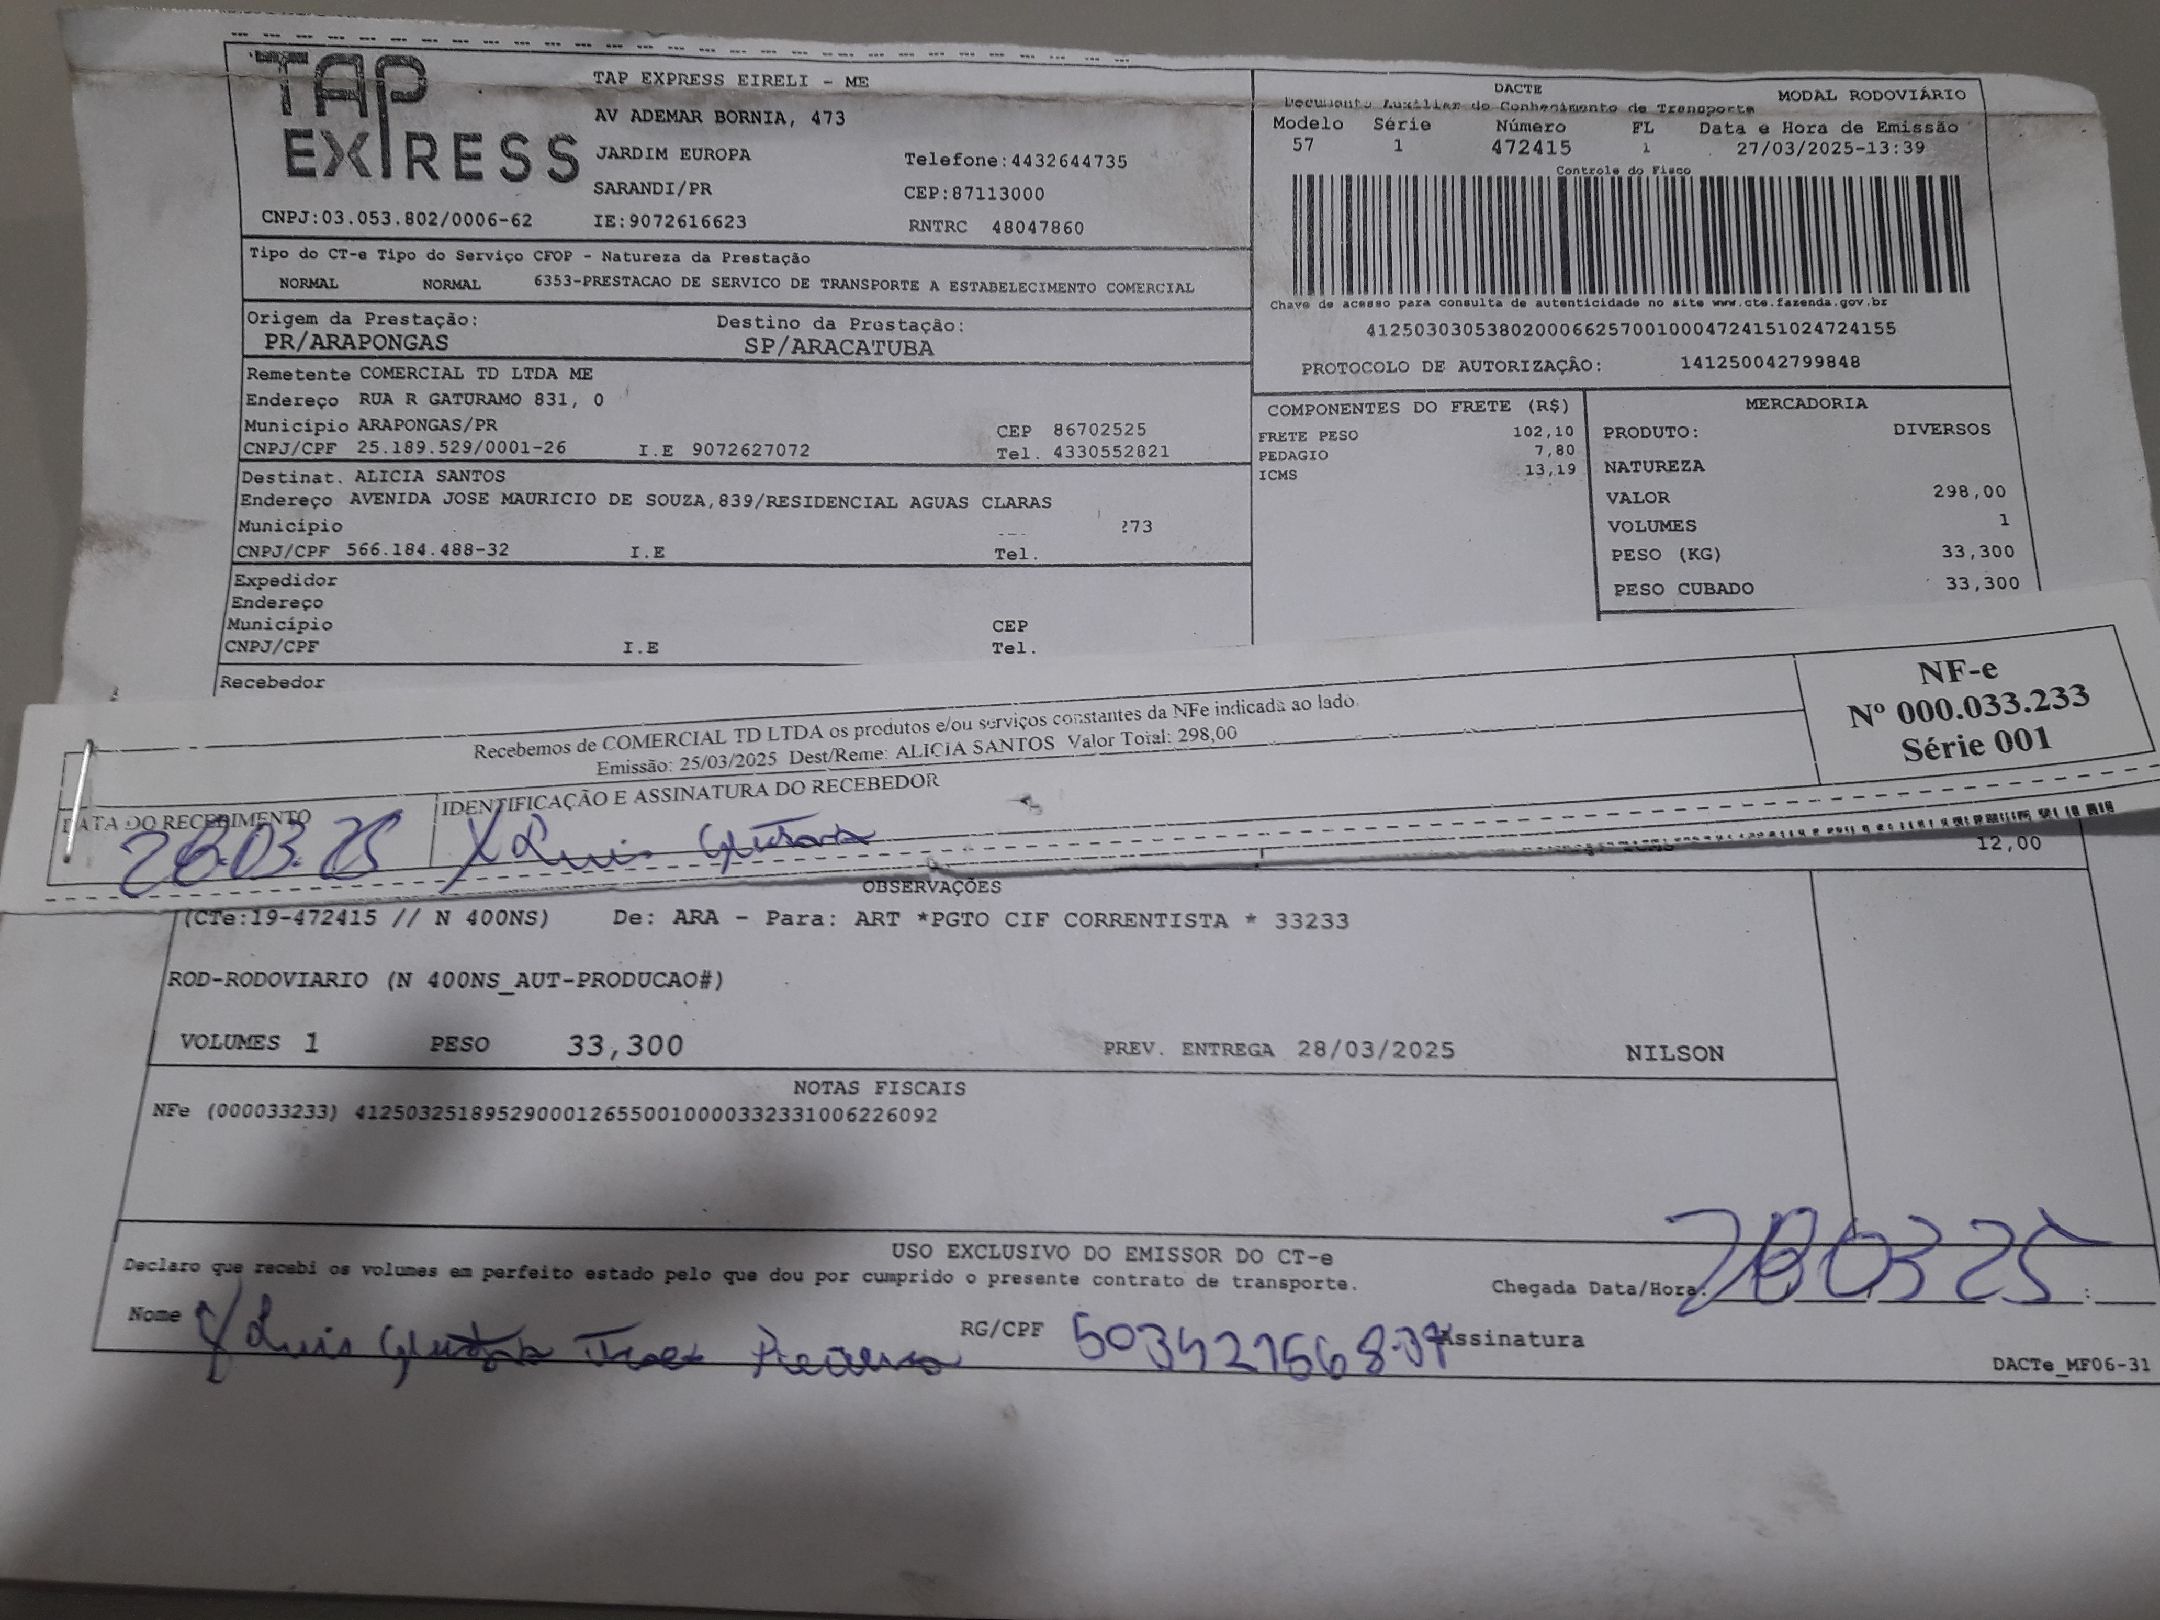 TAP EXPRESS
TAP EXPRESS EIRELI - ME
AV ADEMAR BORNIA, 473
JARDIM EUROPA Telefone:4432644735
SARANDI/PR CEP:87113000
CNPJ:03.053.802/0006-62 IE:9072616623 RNTRC 48047860
DACTE MODAL RODOVIÁRIO
Documento Auxiliar do Conhecimento de Transporte
Modelo Série Número FL Data e Hora de Emissão
57 1 472415 1 27/03/2025-13:39
Controle do Fisco
Chave de acesso para consulta de autenticidade no site www.cte.fazenda.gov.br
41250303053802000662570010004724151024724155
PROTOCOLO DE AUTORIZAÇÃO: 141250042799848
Tipo do CT-e Tipo do Serviço CFOP - Natureza da Prestação
NORMAL NORMAL 6353-PRESTACAO DE SERVICO DE TRANSPORTE A ESTABELECIMENTO COMERCIAL
Origem da Prestação: Destino da Prestação:
PR/ARAPONGAS SP/ARACATUBA
Remetente COMERCIAL TD LTDA ME
Endereço RUA R GATURAMO 831, 0
Município ARAPONGAS/PR CEP 86702525
CNPJ/CPF 25.189.529/0001-26 I.E 9072627072 Tel. 4330552821
Destinat. ALICIA SANTOS
Endereço AVENIDA JOSE MAURICIO DE SOUZA,839/RESIDENCIAL AGUAS CLARAS
Município 273
CNPJ/CPF 566.184.488-32 I.E Tel.
Expedidor
Endereço
Município CEP
CNPJ/CPF I.E Tel.
Recebedor
COMPONENTES DO FRETE (R$)
FRETE PESO 102,10
PEDAGIO 7,80
ICMS 13,19
MERCADORIA
PRODUTO: DIVERSOS
NATUREZA
VALOR 298,00
VOLUMES 1
PESO (KG) 33,300
PESO CUBADO 33,300
Recebemos de COMERCIAL TD LTDA os produtos e/ou serviços constantes da NFe indicada ao lado.
Emissão: 25/03/2025 Dest/Reme: ALICIA SANTOS Valor Total: 298,00
NF-e
Nº 000.033.233
Série 001
DATA DO RECEBIMENTO IDENTIFICAÇÃO E ASSINATURA DO RECEBEDOR
28.03.25 X Luis
12,00
OBSERVAÇÕES
(CTe:19-472415 // N 400NS) De: ARA - Para: ART *PGTO CIF CORRENTISTA * 33233
ROD-RODOVIARIO (N 400NS_AUT-PRODUCAO#)
VOLUMES 1 PESO 33,300 PREV. ENTREGA 28/03/2025 NILSON
NOTAS FISCAIS
NFe (000033233) 41250325189529000126550010000332331006226092
USO EXCLUSIVO DO EMISSOR DO CT-e
Declaro que recebi os volumes em perfeito estado pelo que dou por cumprido o presente contrato de transporte.
Chegada Data/Hora: 28 03 25 :
Nome X Luis RG/CPF Assinatura
DACTe_MF06-31